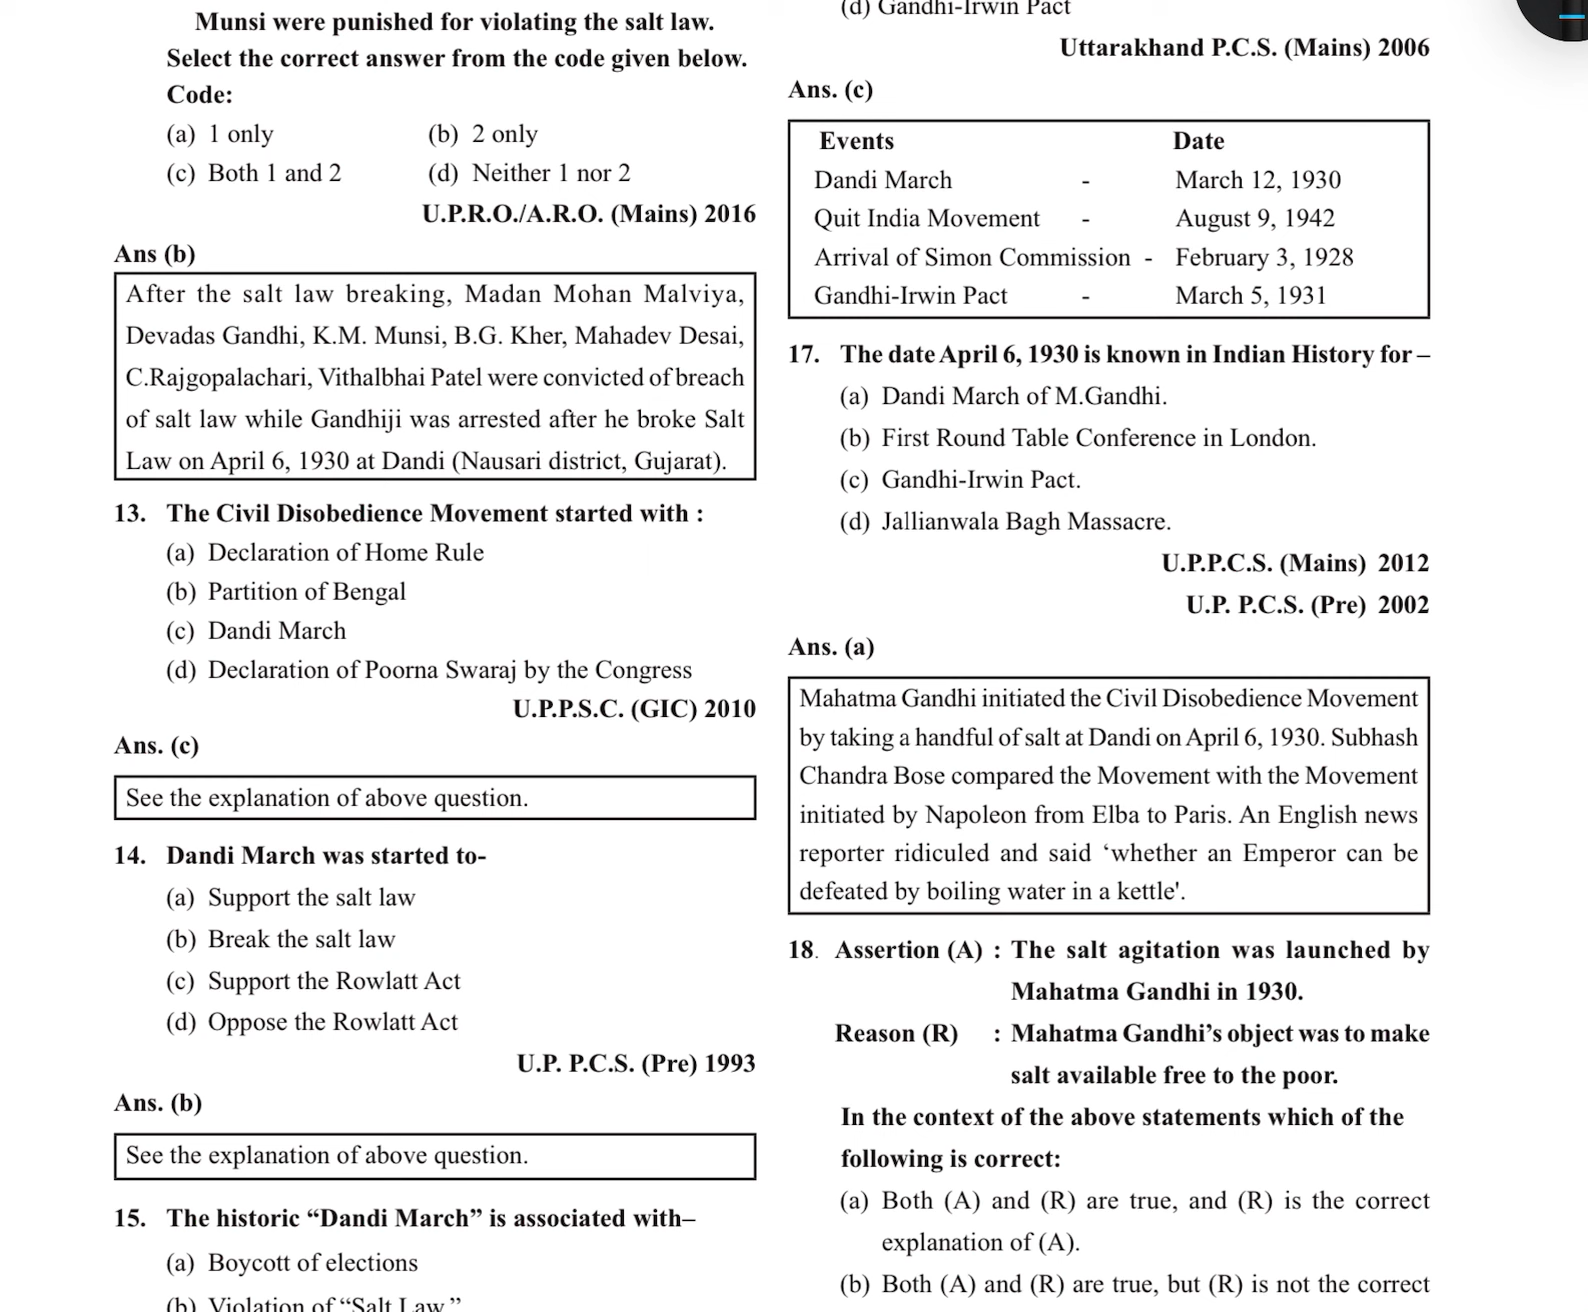 Munsi were punished for violating the salt law.
Select the correct answer from the code given below.
Code:
(a) 1 only (b) 2 only
(c) Both 1 and 2 (d) Neither 1 nor 2
U.P.R.O./A.R.O. (Mains) 2016
Ans (b)
After the salt law breaking, Madan Mohan Malviya,
Devadas Gandhi, K.M. Munsi, B.G. Kher, Mahadev Desai,
C.Rajgopalachari, Vithalbhai Patel were convicted of breach
of salt law while Gandhiji was arrested after he broke Salt
Law on April 6, 1930 at Dandi (Nausari district, Gujarat).
13. The Civil Disobedience Movement started with :
(a) Declaration of Home Rule
(b) Partition of Bengal
(c) Dandi March
(d) Declaration of Poorna Swaraj by the Congress
U.P.P.S.C. (GIC) 2010
Ans. (c)
See the explanation of above question.
14. Dandi March was started to-
(a) Support the salt law
(b) Break the salt law
(c) Support the Rowlatt Act
(d) Oppose the Rowlatt Act
U.P. P.C.S. (Pre) 1993
Ans. (b)
See the explanation of above question.
15. The historic “Dandi March” is associated with–
(a) Boycott of elections
(b) Violation of “Salt Law”
(d) Gandhi-Irwin Pact
Uttarakhand P.C.S. (Mains) 2006
Ans. (c)
Events Date
Dandi March - March 12, 1930
Quit India Movement - August 9, 1942
Arrival of Simon Commission - February 3, 1928
Gandhi-Irwin Pact - March 5, 1931
17. The date April 6, 1930 is known in Indian History for –
(a) Dandi March of M.Gandhi.
(b) First Round Table Conference in London.
(c) Gandhi-Irwin Pact.
(d) Jallianwala Bagh Massacre.
U.P.P.C.S. (Mains) 2012
U.P. P.C.S. (Pre) 2002
Ans. (a)
Mahatma Gandhi initiated the Civil Disobedience Movement
by taking a handful of salt at Dandi on April 6, 1930. Subhash
Chandra Bose compared the Movement with the Movement
initiated by Napoleon from Elba to Paris. An English news
reporter ridiculed and said ‘whether an Emperor can be
defeated by boiling water in a kettle'.
18. Assertion (A) : The salt agitation was launched by
Mahatma Gandhi in 1930.
Reason (R) : Mahatma Gandhi’s object was to make
salt available free to the poor.
In the context of the above statements which of the
following is correct:
(a) Both (A) and (R) are true, and (R) is the correct
explanation of (A).
(b) Both (A) and (R) are true, but (R) is not the correct